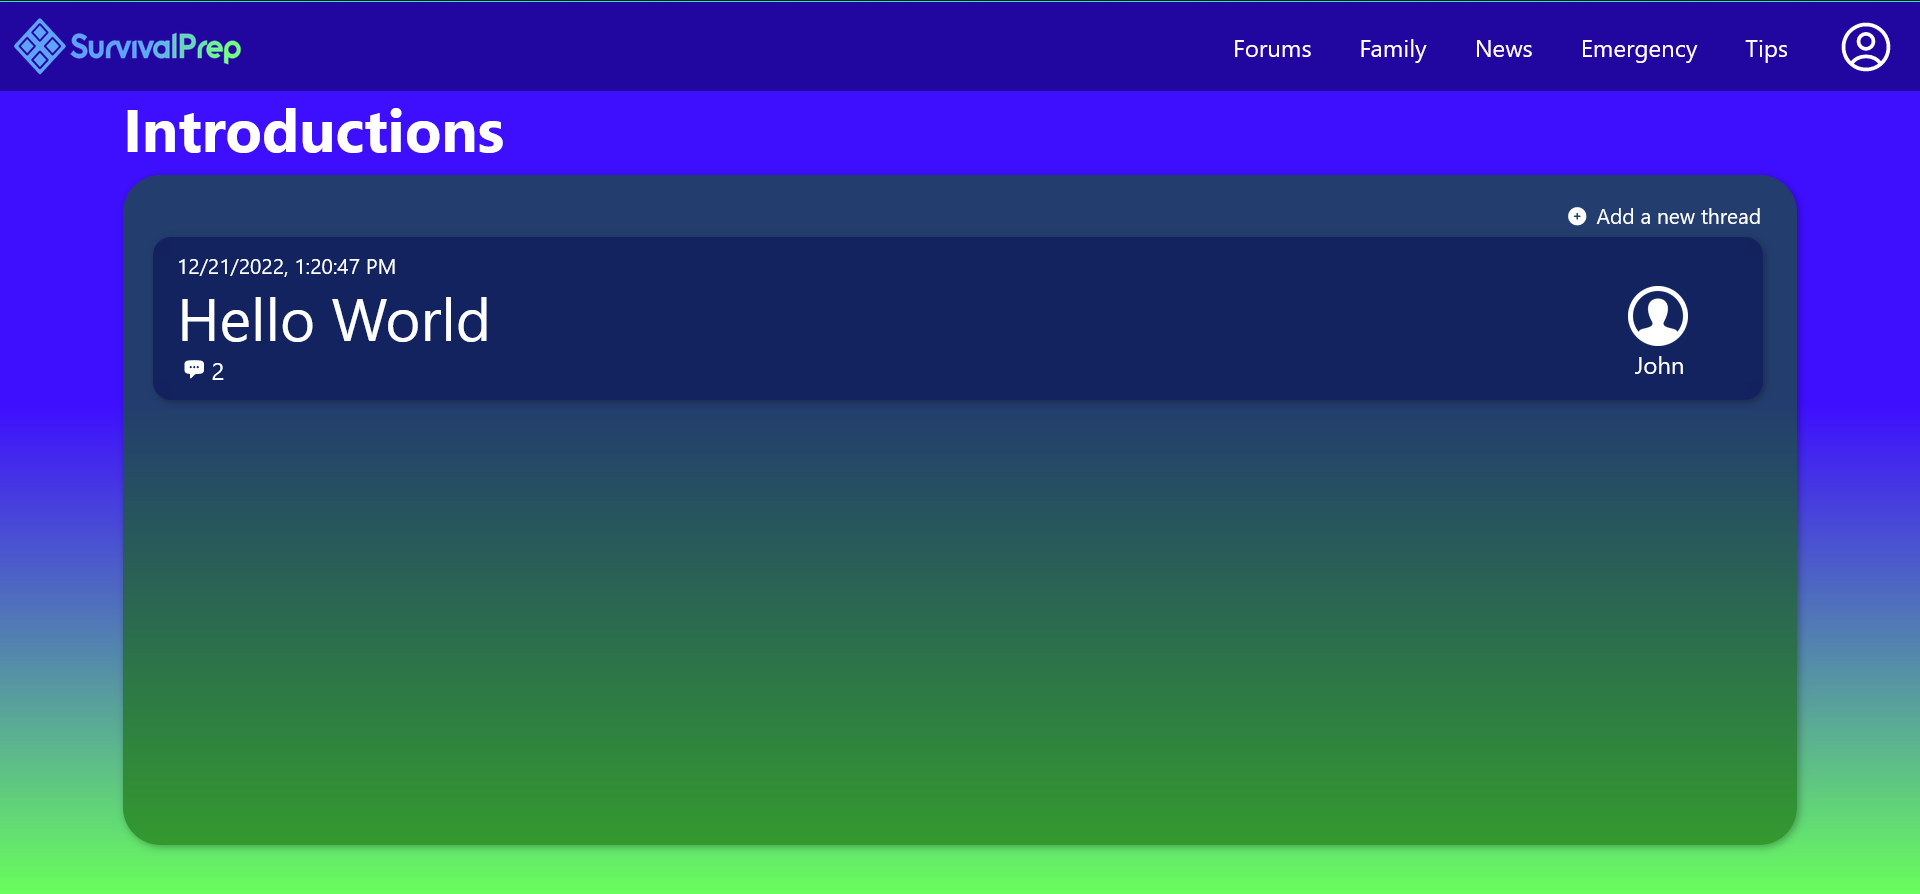 SurvivalPrep
Forums Family News Emergency Tips
Introductions
Add a new thread
12/21/2022, 1:20:47 PM
Hello World
2
John